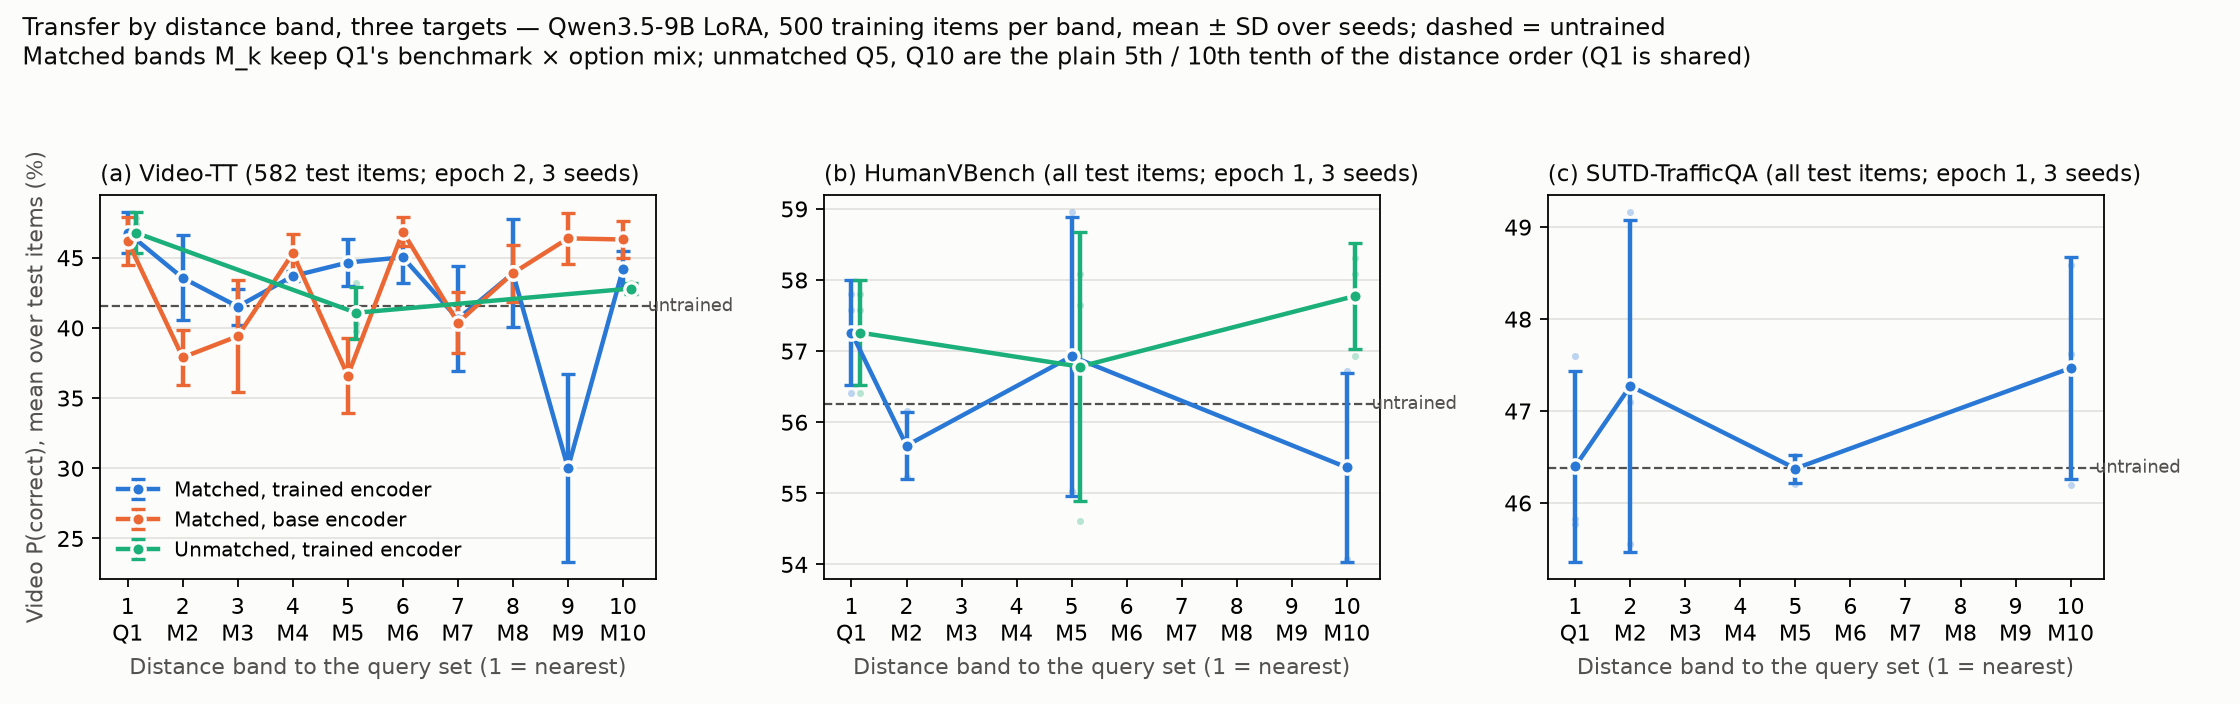 Transfer by distance band, three targets — Qwen3.5-9B LoRA, 500 training items per band, mean ± SD over seeds; dashed = untrained
Matched bands M_k keep Q1's benchmark × option mix; unmatched Q5, Q10 are the plain 5th / 10th tenth of the distance order (Q1 is shared)
Video P(correct), mean over test items (%)
(a) Video-TT (582 test items; epoch 2, 3 seeds)
45
40
35
30
25
untrained
Matched, trained encoder
Matched, base encoder
Unmatched, trained encoder
1 2 3 4 5 6 7 8 9 10
Q1 M2 M3 M4 M5 M6 M7 M8 M9 M10
Distance band to the query set (1 = nearest)
(b) HumanVBench (all test items; epoch 1, 3 seeds)
59
58
57
56
55
54
untrained
1 2 3 4 5 6 7 8 9 10
Q1 M2 M3 M4 M5 M6 M7 M8 M9 M10
Distance band to the query set (1 = nearest)
(c) SUTD-TrafficQA (all test items; epoch 1, 3 seeds)
49
48
47
46
untrained
1 2 3 4 5 6 7 8 9 10
Q1 M2 M3 M4 M5 M6 M7 M8 M9 M10
Distance band to the query set (1 = nearest)